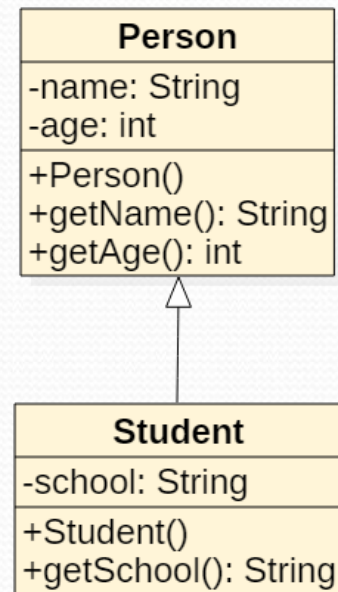 Person
-name: String
-age: int
+Person()
+getName(): String
+getAge(): int
Student
-school: String
+Student()
+getSchool(): String